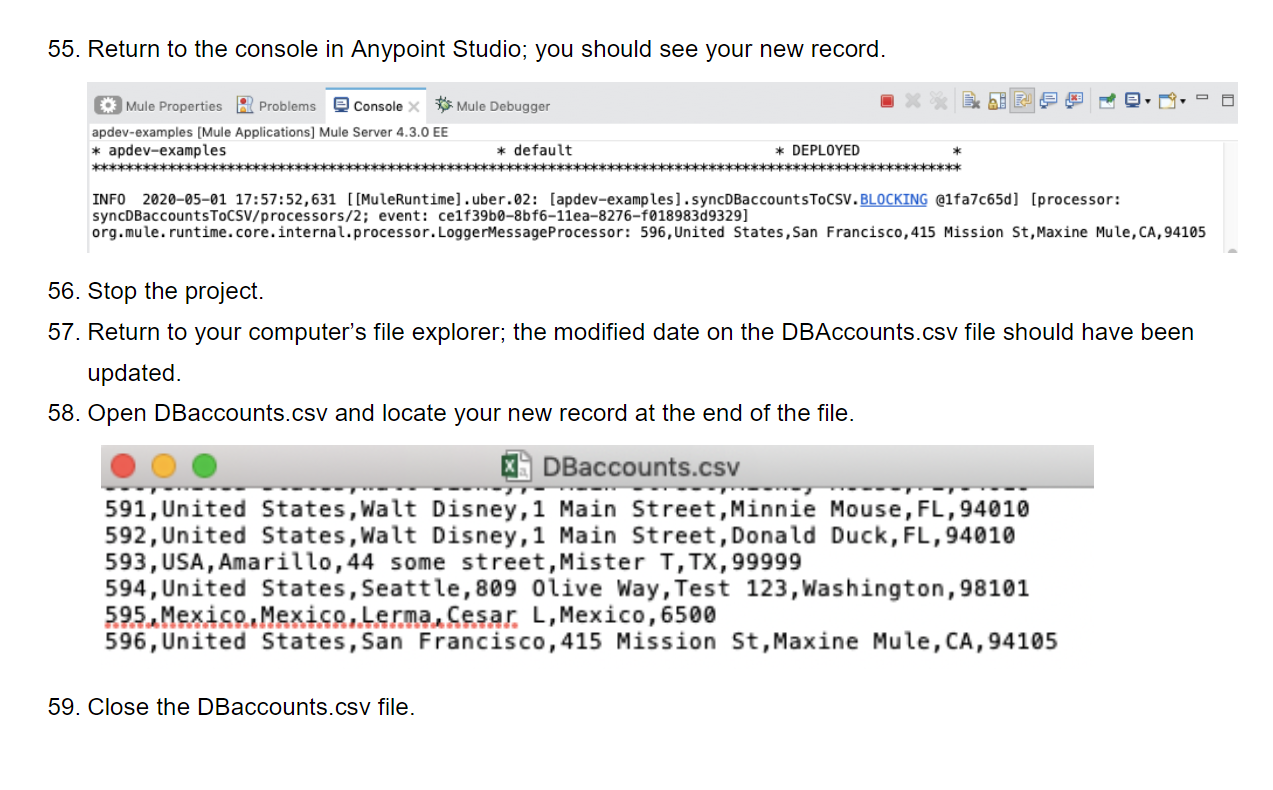 55. Return to the console in Anypoint Studio; you should see your new record.
Mule Properties Problems Console Mule Debugger
apdev-examples [Mule Applications] Mule Server 4.3.0 EE
* apdev-examples * default * DEPLOYED *
*******************************************************************************************************
INFO 2020-05-01 17:57:52,631 [[MuleRuntime].uber.02: [apdev-examples].syncDBaccountsToCSV.BLOCKING @1fa7c65d] [processor:
syncDBaccountsToCSV/processors/2; event: ce1f39b0-8bf6-11ea-8276-f018983d9329]
org.mule.runtime.core.internal.processor.LoggerMessageProcessor: 596,United States,San Francisco,415 Mission St,Maxine Mule,CA,94105
56. Stop the project.
57. Return to your computer’s file explorer; the modified date on the DBAccounts.csv file should have been
updated.
58. Open DBaccounts.csv and locate your new record at the end of the file.
DBaccounts.csv
591,United States,Walt Disney,1 Main Street,Minnie Mouse,FL,94010
592,United States,Walt Disney,1 Main Street,Donald Duck,FL,94010
593,USA,Amarillo,44 some street,Mister T,TX,99999
594,United States,Seattle,809 Olive Way,Test 123,Washington,98101
595,Mexico,Mexico,Lerma,Cesar L,Mexico,6500
596,United States,San Francisco,415 Mission St,Maxine Mule,CA,94105
59. Close the DBaccounts.csv file.